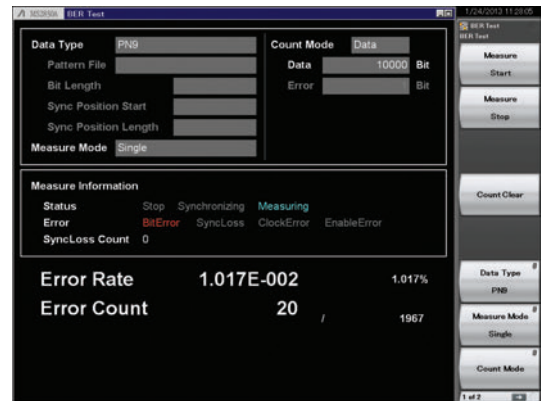 MS2850A BER Test
1/24/2012 11:28:05
BER Test
BER Test
Data Type PN9 Count Mode Data
Pattern File Data 10000 Bit
Bit Length Error 1 Bit
Sync Position Start
Sync Position Length
Measure Mode Single
Measure Information
Status Stop Synchronizing Measuring
Error BitError SyncLoss ClockError EnableError
SyncLoss Count 0
Error Rate 1.017E-002 1.017%
Error Count 20 / 1967
Measure
Start
Measure
Stop
Count Clear
Data Type
PN9
Measure Mode
Single
Count Mode
1 of 2